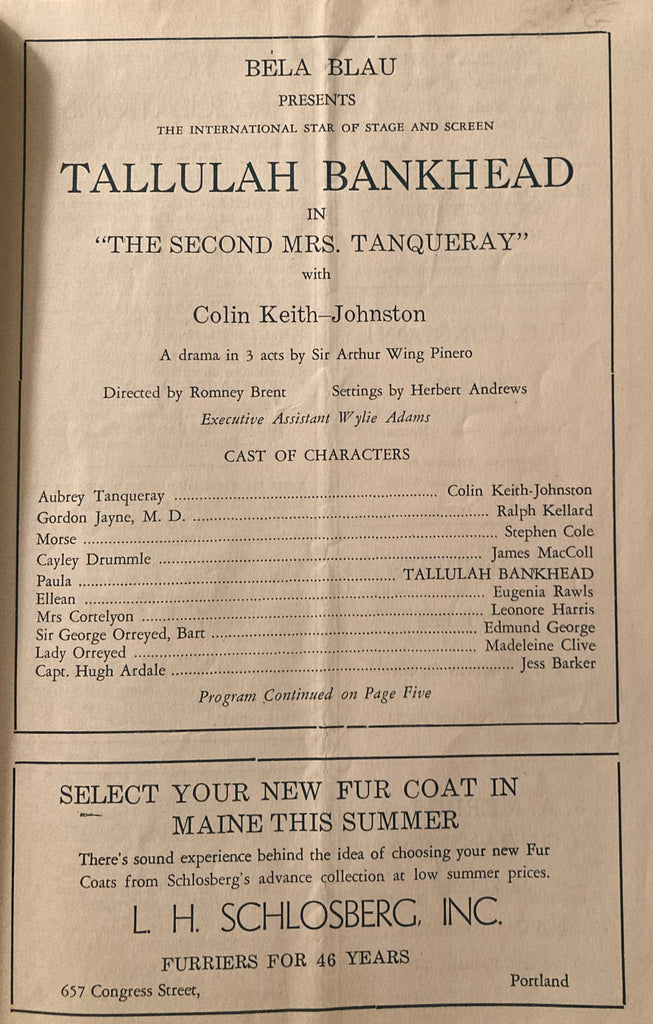 BÉLA BLAU
PRESENTS
THE INTERNATIONAL STAR OF STAGE AND SCREEN
TALLULAH BANKHEAD
IN
“THE SECOND MRS. TANQUERAY”
with
Colin Keith–Johnston
A drama in 3 acts by Sir Arthur Wing Pinero
Directed by Romney Brent Settings by Herbert Andrews
Executive Assistant Wylie Adams
CAST OF CHARACTERS
Aubrey Tanqueray ........................ Colin Keith-Johnston
Gordon Jayne, M. D. ........................ Ralph Kellard
Morse ........................ Stephen Cole
Cayley Drummle ........................ James MacColl
Paula ........................ TALLULAH BANKHEAD
Ellean ........................ Eugenia Rawls
Mrs Cortelyon ........................ Leonore Harris
Sir George Orreyed, Bart ........................ Edmund George
Lady Orreyed ........................ Madeleine Clive
Capt. Hugh Ardale ........................ Jess Barker
Program Continued on Page Five
SELECT YOUR NEW FUR COAT IN
MAINE THIS SUMMER
There's sound experience behind the idea of choosing your new Fur
Coats from Schlosberg's advance collection at low summer prices.
L. H. SCHLOSBERG, INC.
FURRIERS FOR 46 YEARS
657 Congress Street, Portland